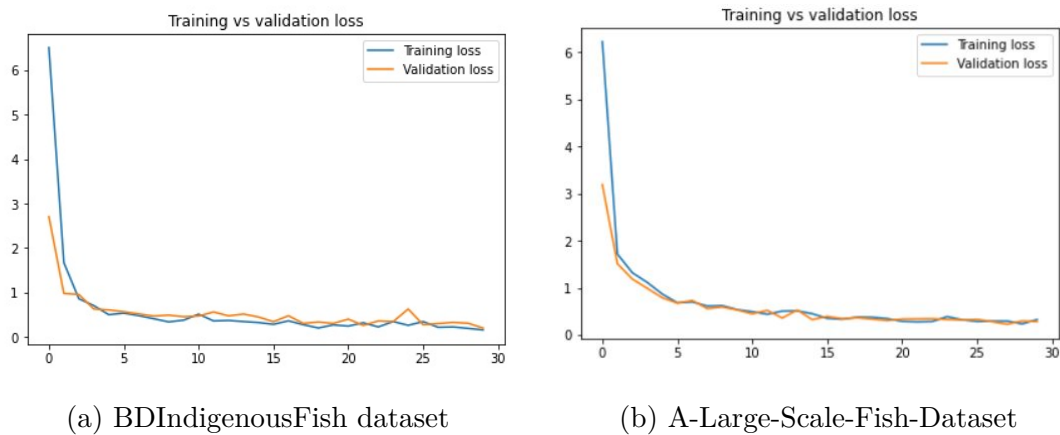 Training vs validation loss
Training loss
Validation loss
6
5
4
3
2
1
0
0 5 10 15 20 25 30
(a) BDIndigenousFish dataset
Training vs validation loss
Training loss
Validation loss
6
5
4
3
2
1
0
0 5 10 15 20 25 30
(b) A-Large-Scale-Fish-Dataset